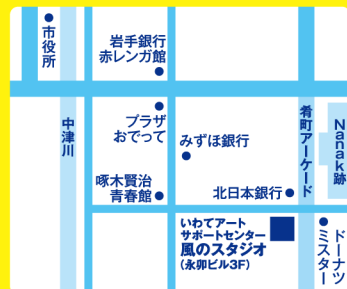 市役所
岩手銀行
赤レンガ館
中津川
プラザ
おでって
みずほ銀行
肴町アーケード
Nanak跡
啄木賢治
青春館
北日本銀行
いわてアート
サポートセンター
風のスタジオ
(永卯ビル3F)
ミスター
ドーナツ